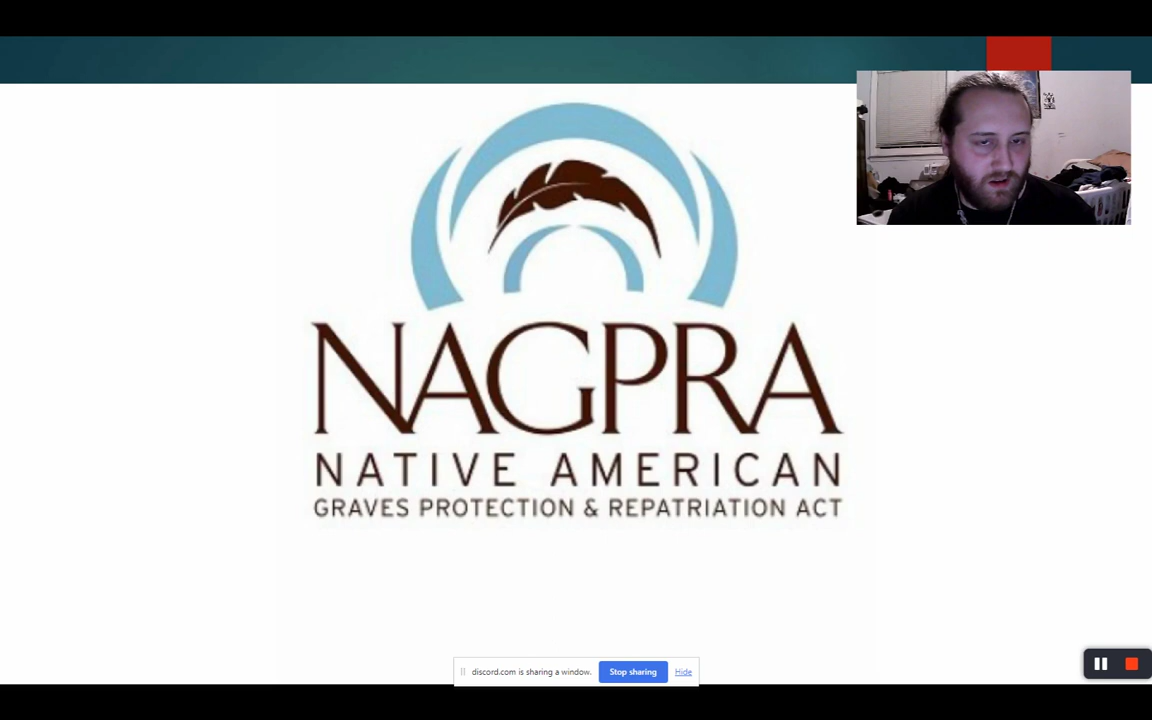 NAGPRA
NATIVE AMERICAN
GRAVES PROTECTION & REPATRIATION ACT
discord.com is sharing a window.
Stop sharing
Hide